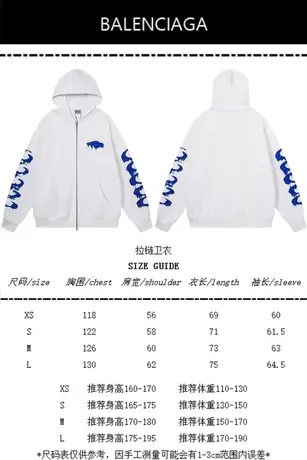 BALENCIAGA
拉链卫衣
SIZE GUIDE
尺码/size 胸围/chest 肩宽/shoulder 衣长/length 袖长/sleeve
XS 118 56 69 60
S 122 58 71 61.5
M 126 60 73 63
L 130 62 75 64.5
XS 推荐身高160-170 推荐体重110-130
S 推荐身高165-175 推荐体重130-150
M 推荐身高170-180 推荐体重150-170
L 推荐身高175-195 推荐体重170-190
*尺码表仅供参考，因手工测量可能会有1-3cm范围内误差*